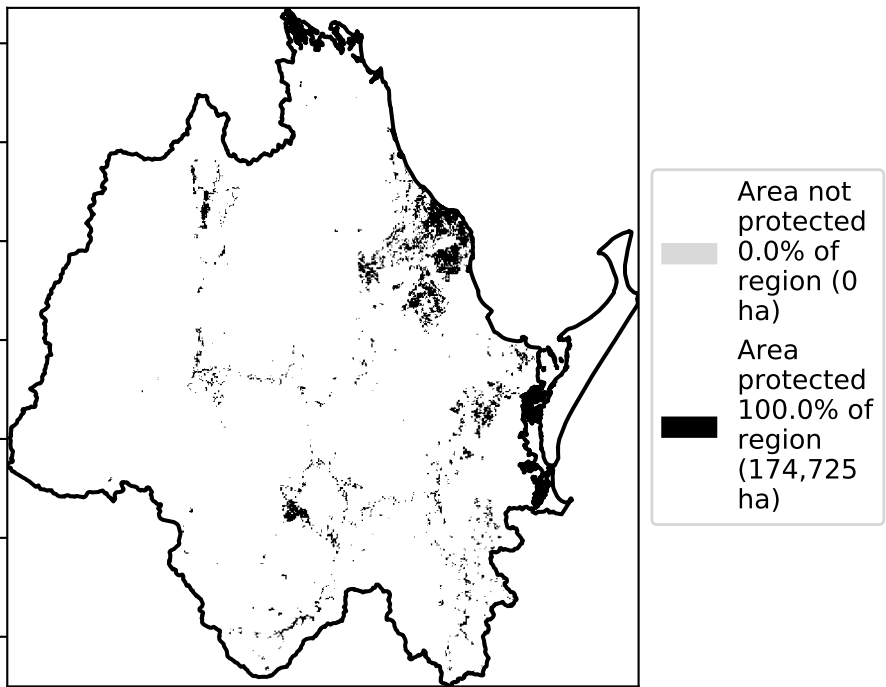 Area not
protected
0.0% of
region (0
ha)
Area
protected
100.0% of
region
(174,725
ha)